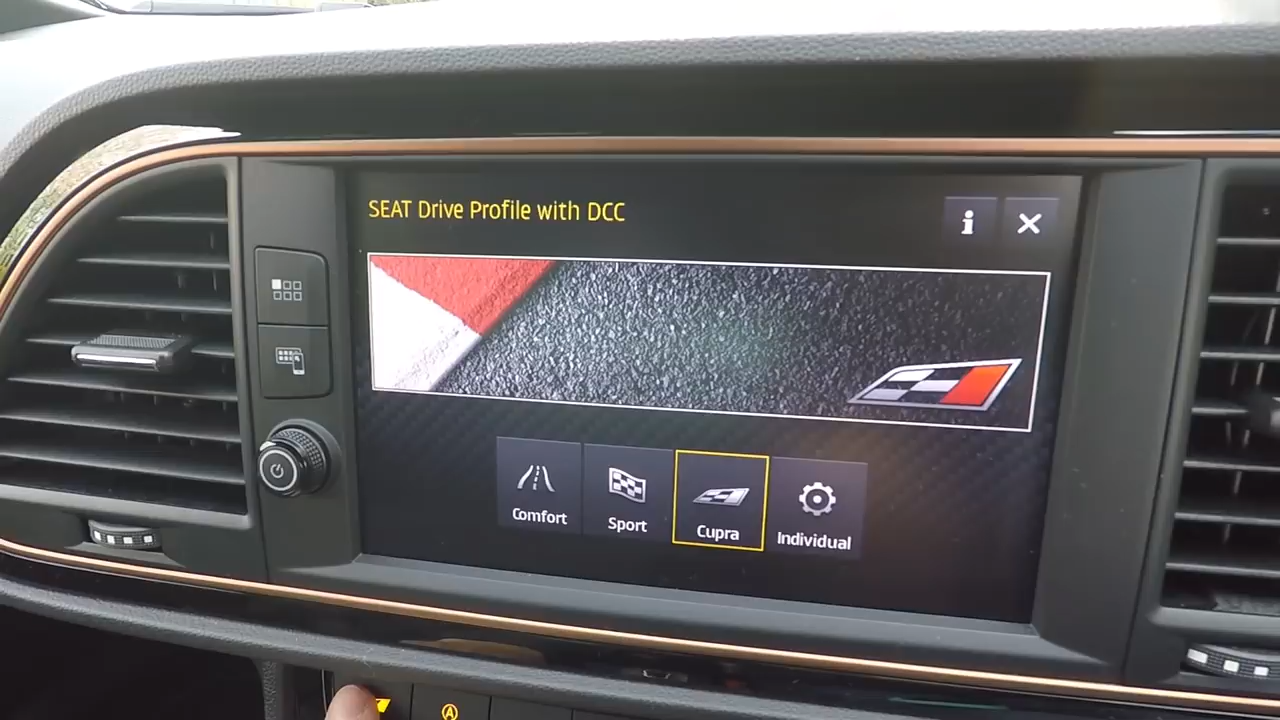 SEAT Drive Profile with DCC
i
Comfort
Sport
Cupra
Individual
A